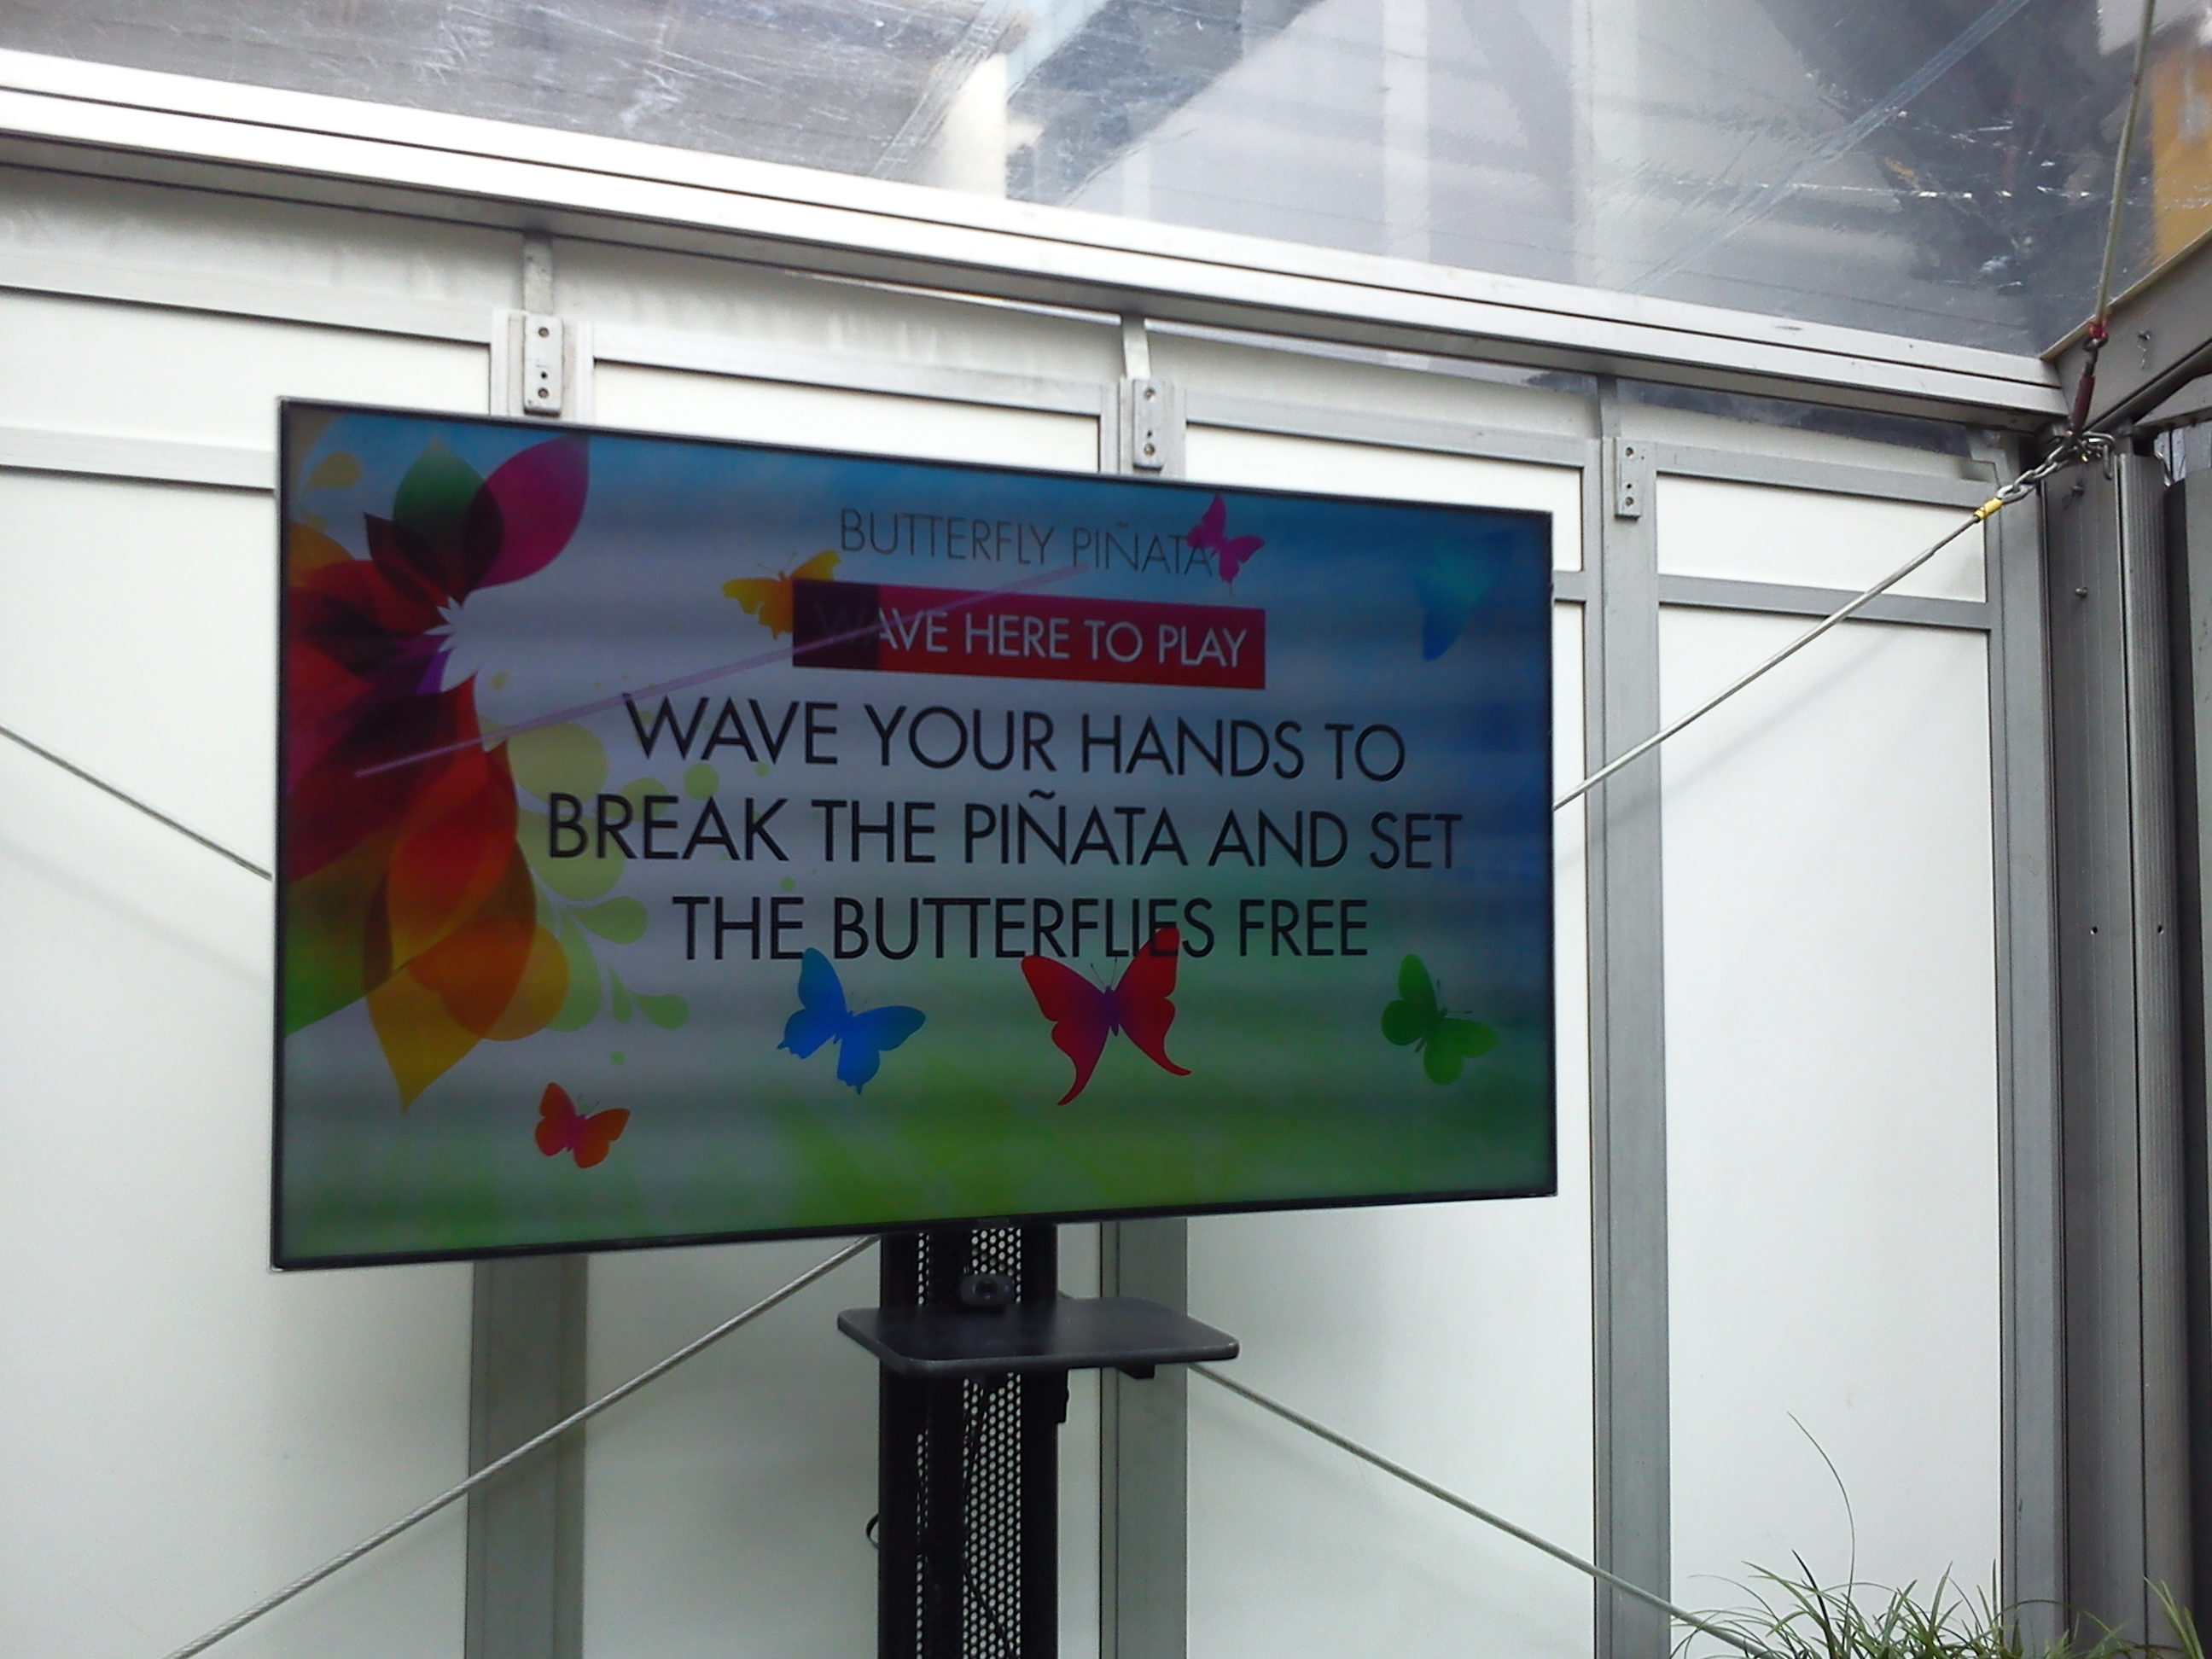 BUTTERFLY PIÑATA
WAVE HERE TO PLAY
WAVE YOUR HANDS TO
BREAK THE PIÑATA AND SET
THE BUTTERFLIES FREE